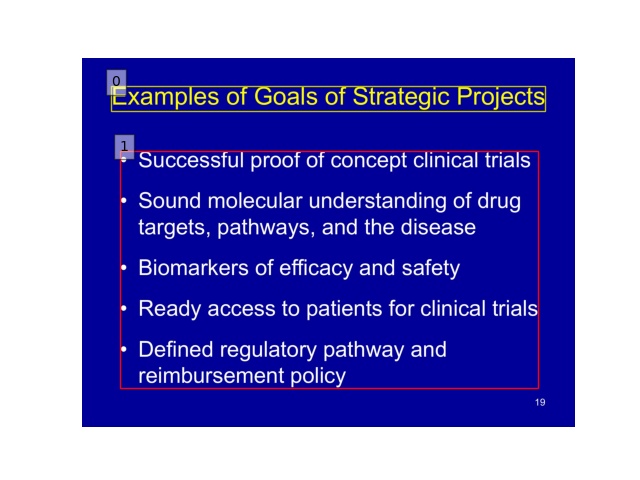 0
Examples of Goals of Strategic Projects
1
• Successful proof of concept clinical trials
• Sound molecular understanding of drug
targets, pathways, and the disease
• Biomarkers of efficacy and safety
• Ready access to patients for clinical trials
• Defined regulatory pathway and
reimbursement policy
19